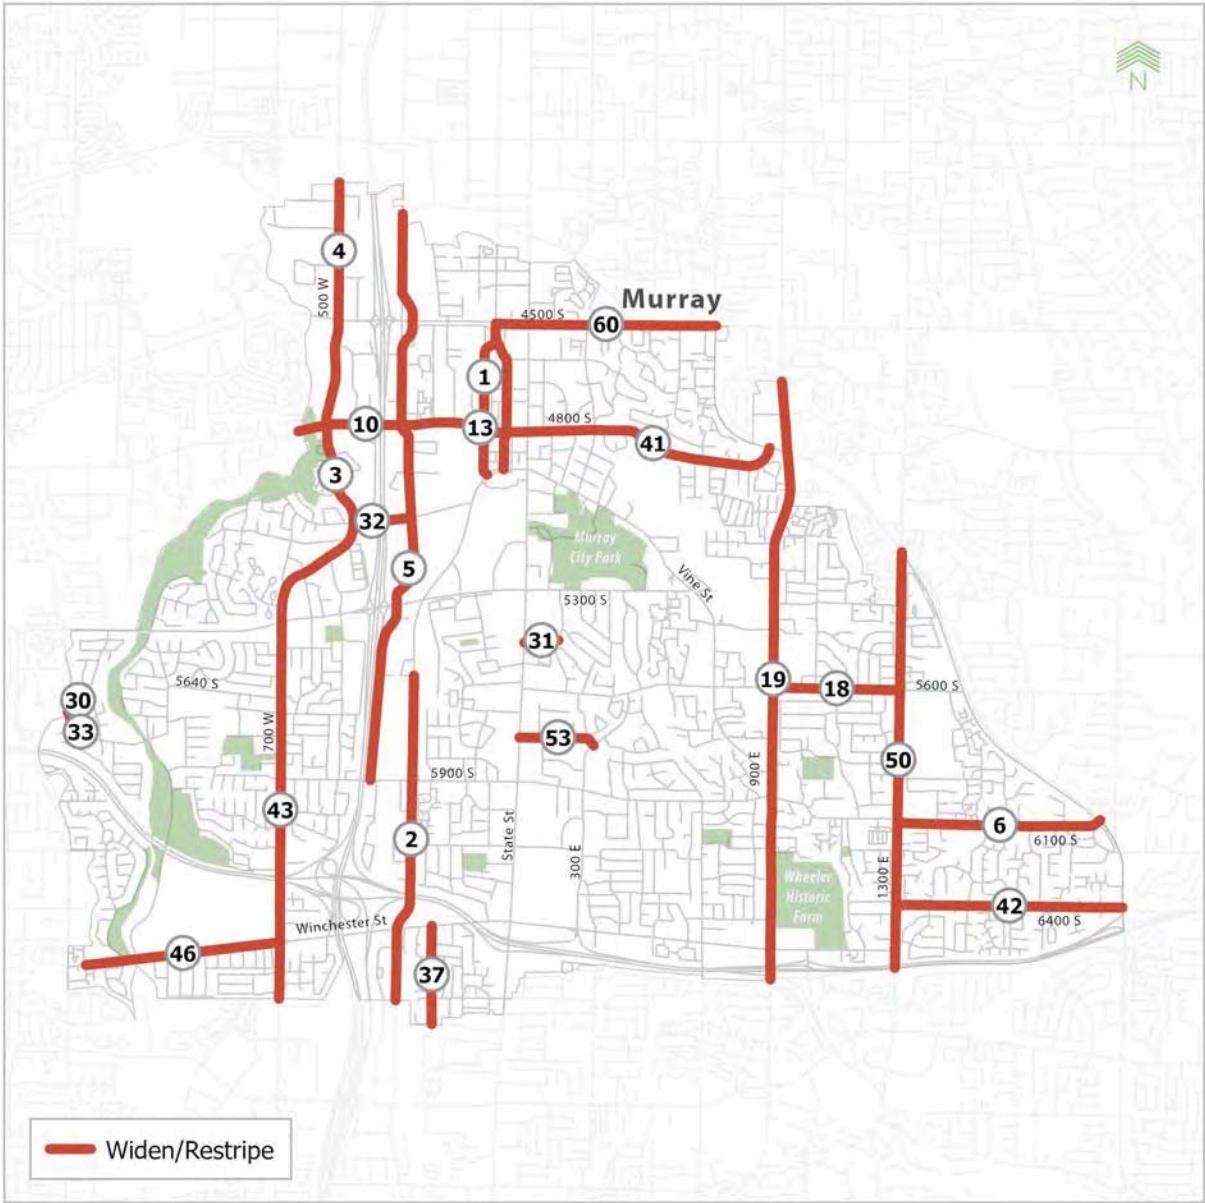 N
4
500 W
Murray
4500 S
60
1
10
13
4800 S
41
3
32
Murray
City Park
5
Vine St
5300 S
31
5640 S
30
33
19
18
5600 S
700 W
53
50
900 E
5900 S
43
2
State St
300 E
6
6100 S
Wheeler
Historic
Farm
1300 E
42
6400 S
Winchester St
46
37
Widen/Restripe